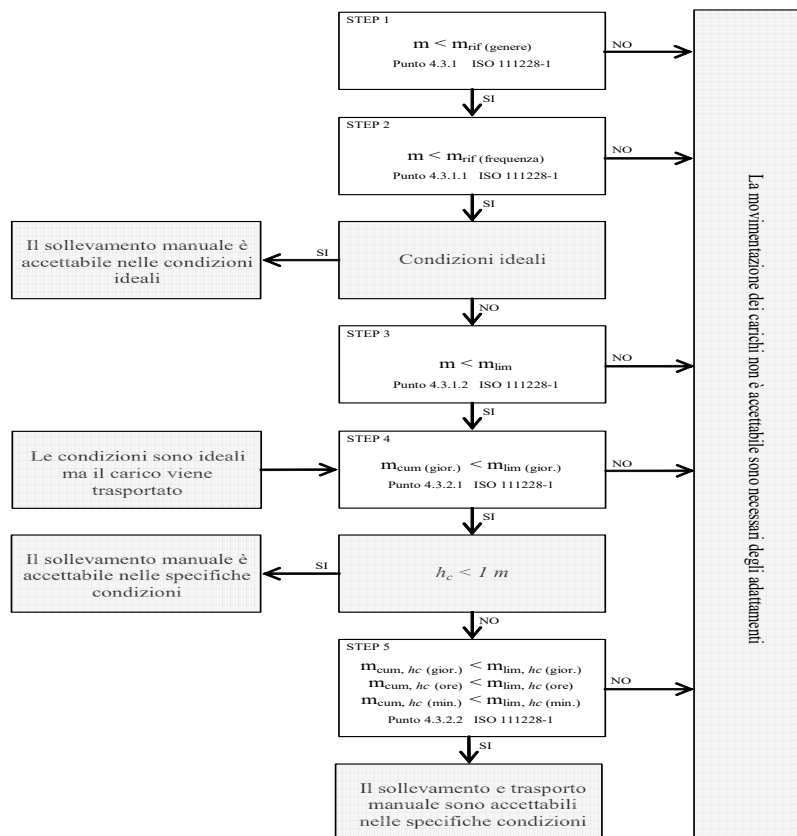 STEP 1
m < mrif (genere)
Punto 4.3.1 ISO 111228-1
NO
SI
STEP 2
m < mrif (frequenza)
Punto 4.3.1.1 ISO 111228-1
NO
SI
Il sollevamento manuale è
accettabile nelle condizioni
ideali
SI
Condizioni ideali
NO
STEP 3
m < mlim
Punto 4.3.1.2 ISO 111228-1
NO
SI
Le condizioni sono ideali
ma il carico viene
trasportato
STEP 4
mcum (gior.) < mlim (gior.)
Punto 4.3.2.1 ISO 111228-1
NO
SI
Il sollevamento manuale è
accettabile nelle specifiche
condizioni
SI
hc < 1 m
NO
STEP 5
mcum, hc (gior.) < mlim, hc (gior.)
mcum, hc (ore) < mlim, hc (ore)
mcum, hc (min.) < mlim, hc (min.)
Punto 4.3.2.2 ISO 111228-1
NO
SI
Il sollevamento e trasporto
manuale sono accettabili
nelle specifiche condizioni
La movimentazione dei carichi non è accettabile sono necessari degli adattamenti